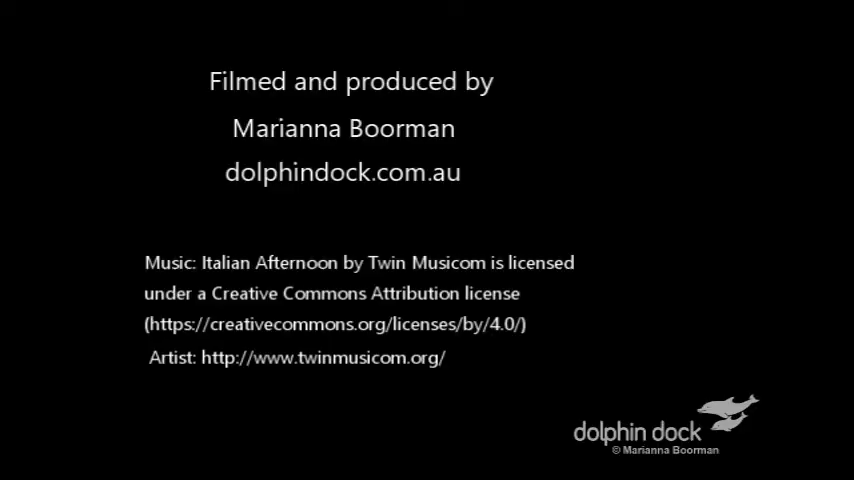 Filmed and produced by
Marianna Boorman
dolphindock.com.au
Music: Italian Afternoon by Twin Musicom is licensed
under a Creative Commons Attribution license
(https://creativecommons.org/licenses/by/4.0/)
Artist: http://www.twinmusicom.org/
dolphin dock
© Marianna Boorman